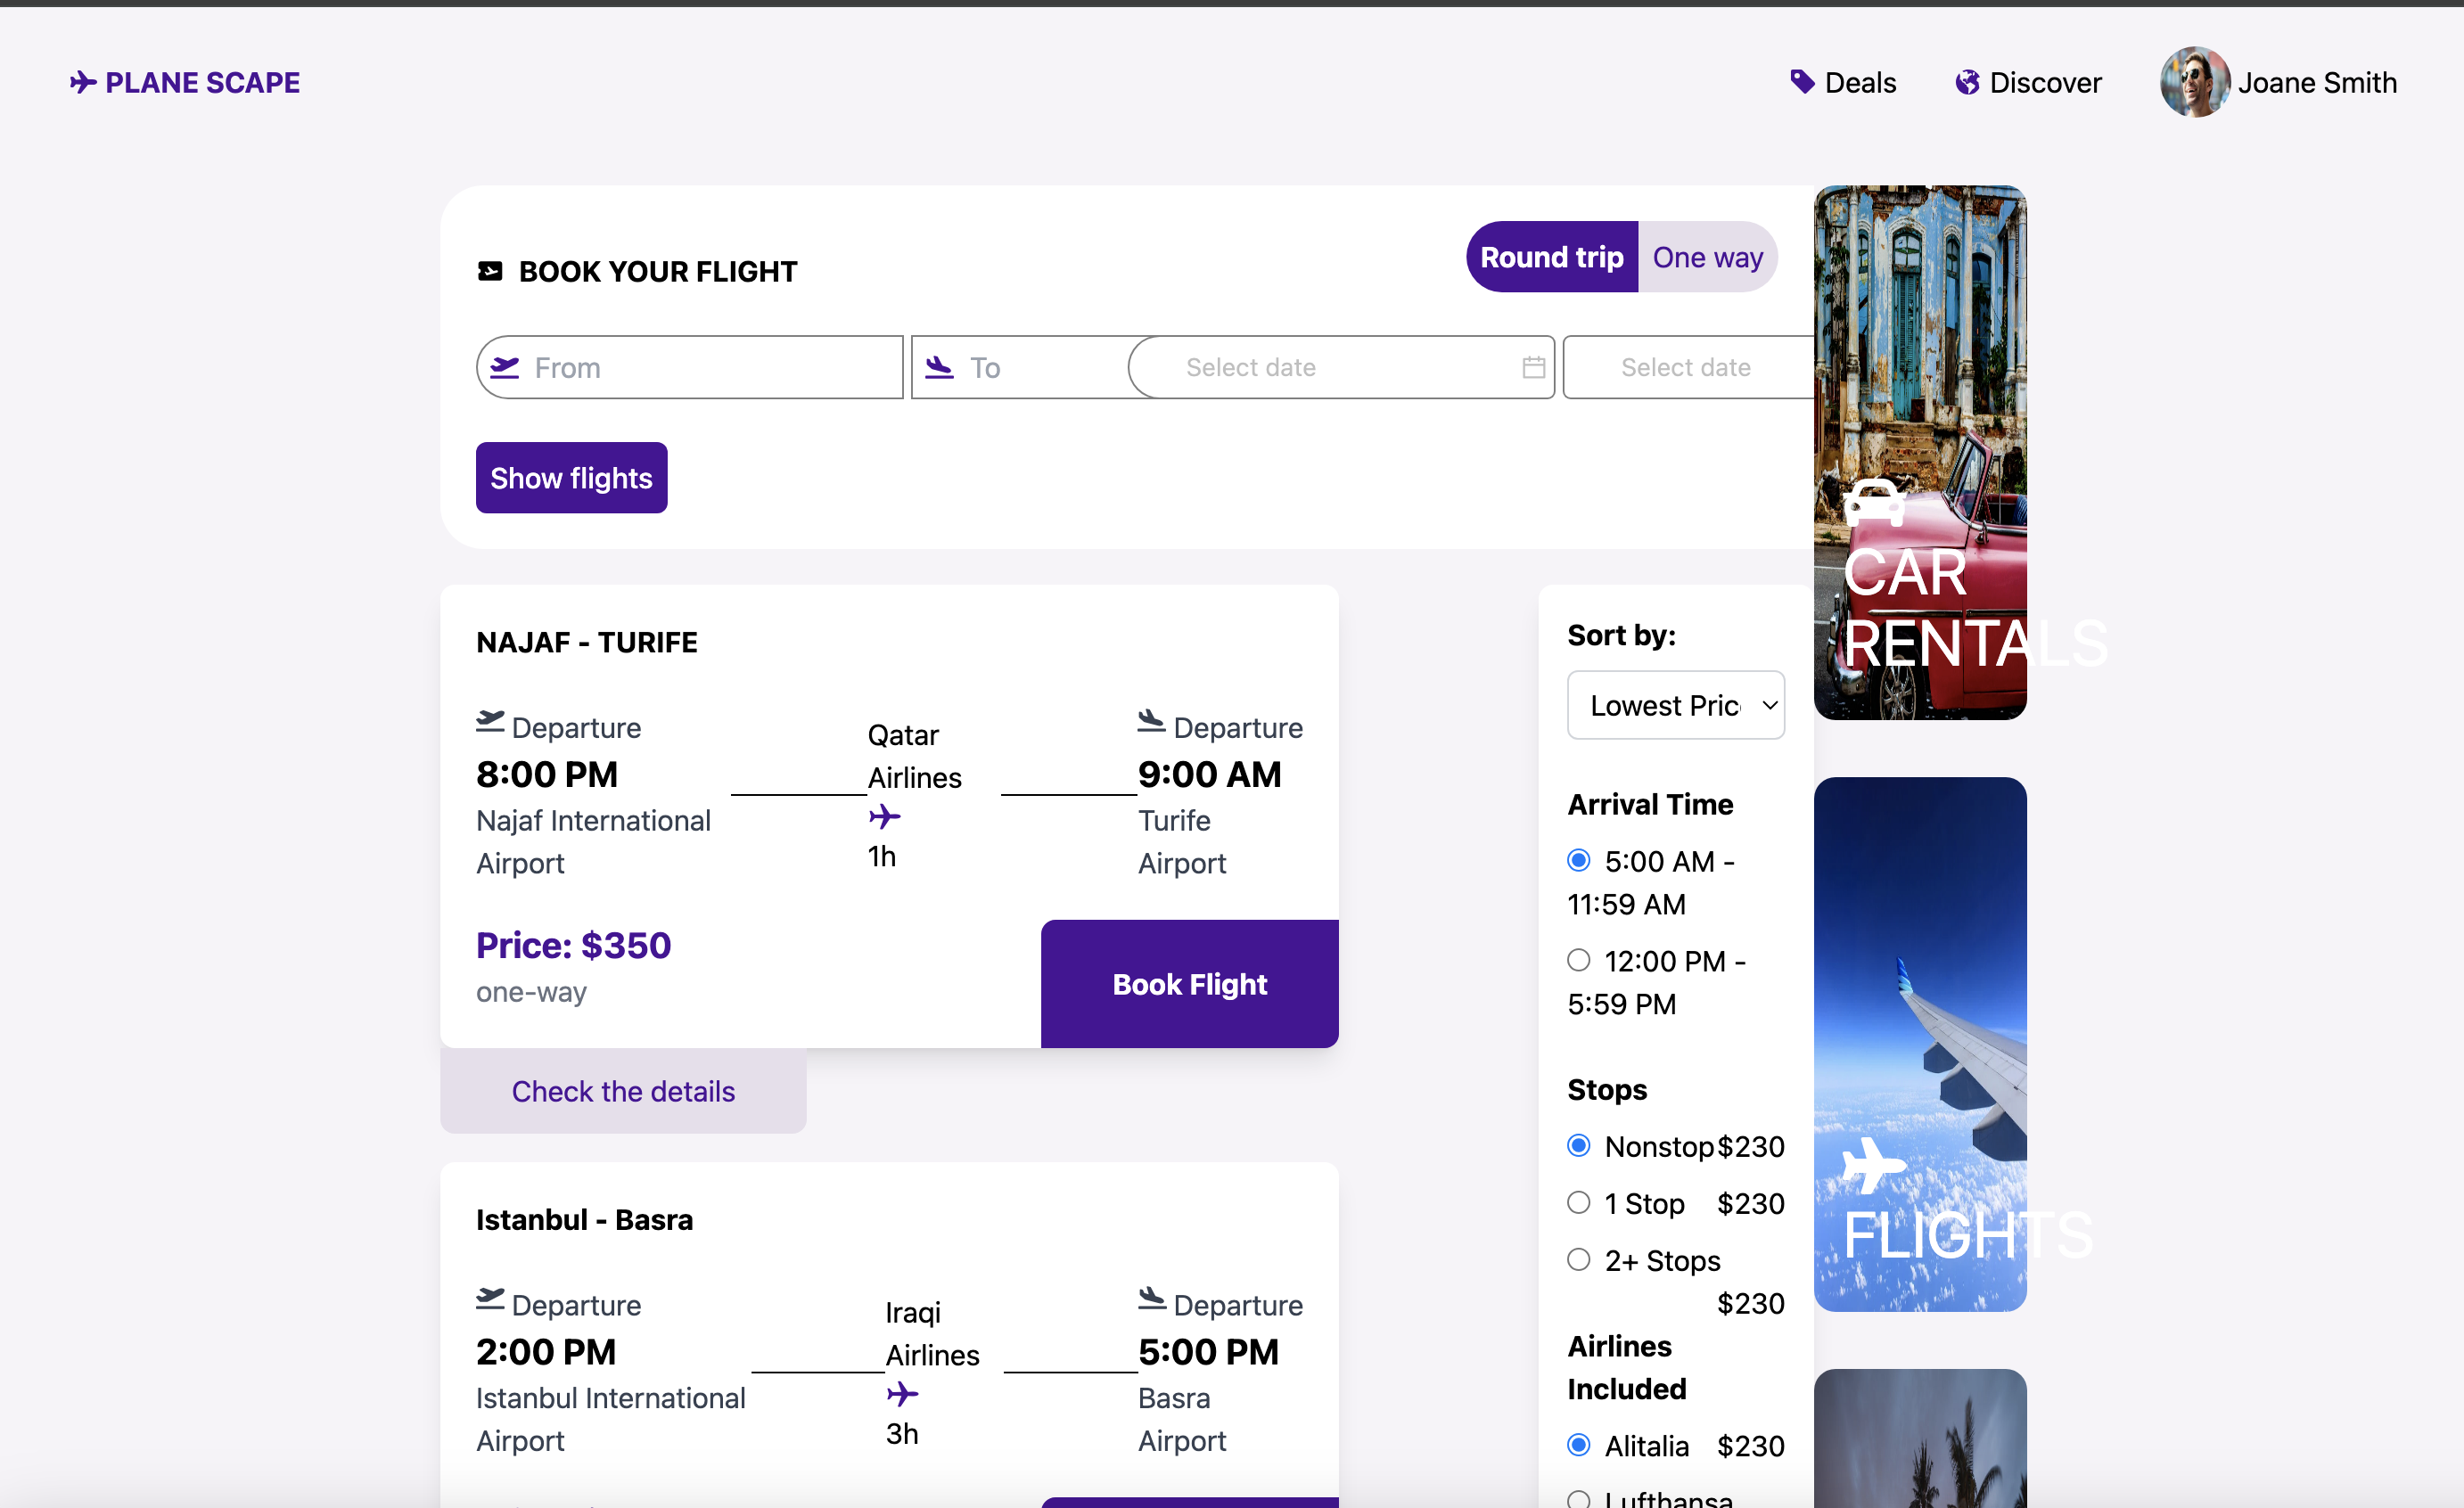 PLANE SCAPE
Deals
Discover
Joane Smith
BOOK YOUR FLIGHT
Round trip
One way
From
To
Select date
Select date
Show flights
CAR
RENTALS
NAJAF - TURIFE
Departure
8:00 PM
Najaf International
Airport
Qatar
Airlines
1h
Departure
9:00 AM
Turife
Airport
Price: $350
one-way
Book Flight
Check the details
Istanbul - Basra
Departure
2:00 PM
Istanbul International
Airport
Iraqi
Airlines
3h
Departure
5:00 PM
Basra
Airport
Sort by:
Lowest Pric
Arrival Time
5:00 AM -
11:59 AM
12:00 PM -
5:59 PM
Stops
Nonstop $230
1 Stop $230
2+ Stops
$230
Airlines
Included
Alitalia $230
Lufthansa
FLIGHTS